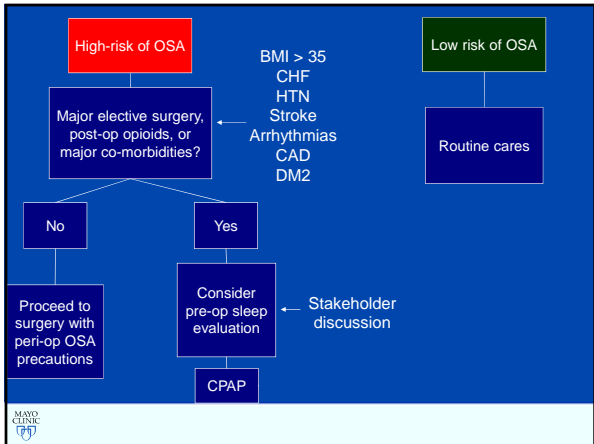 High-risk of OSA
Low risk of OSA
BMI > 35
CHF
HTN
Stroke
Arrhythmias
CAD
DM2
Major elective surgery,
post-op opioids, or
major co-morbidities?
Routine cares
No
Yes
Proceed to
surgery with
peri-op OSA
precautions
Consider
pre-op sleep
evaluation
Stakeholder
discussion
CPAP
MAYO
CLINIC